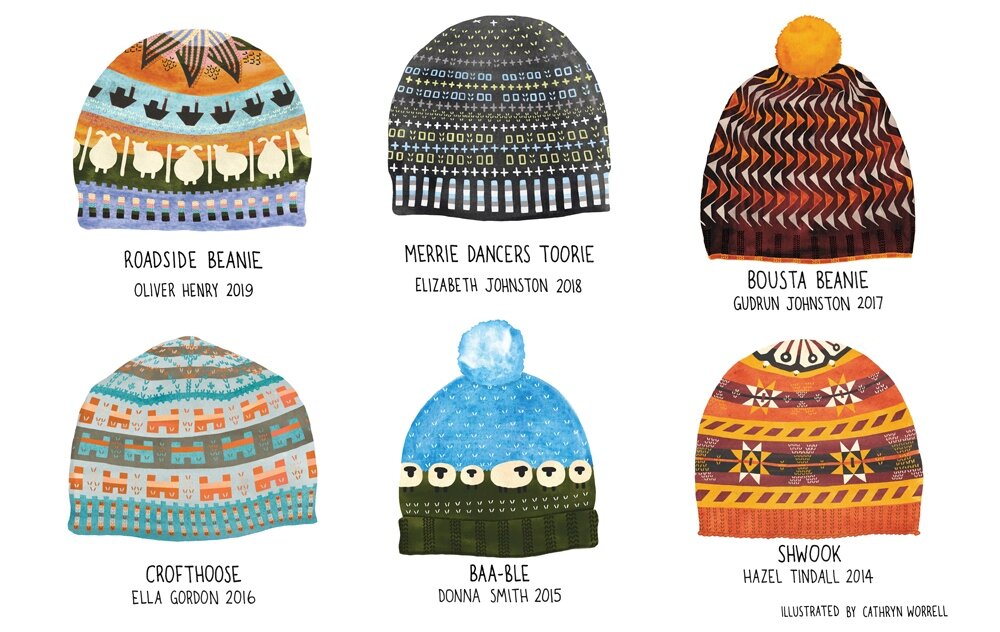 ROADSIDE BEANIE
OLIVER HENRY 2019
MERRIE DANCERS TOORIE
ELIZABETH JOHNSTON 2018
BOUSTA BEANIE
GUDRUN JOHNSTON 2017
CROFTHOOSE
ELLA GORDON 2016
BAA-BLE
DONNA SMITH 2015
SHWOOK
HAZEL TINDALL 2014
ILLUSTRATED BY CATHRYN WORRELL